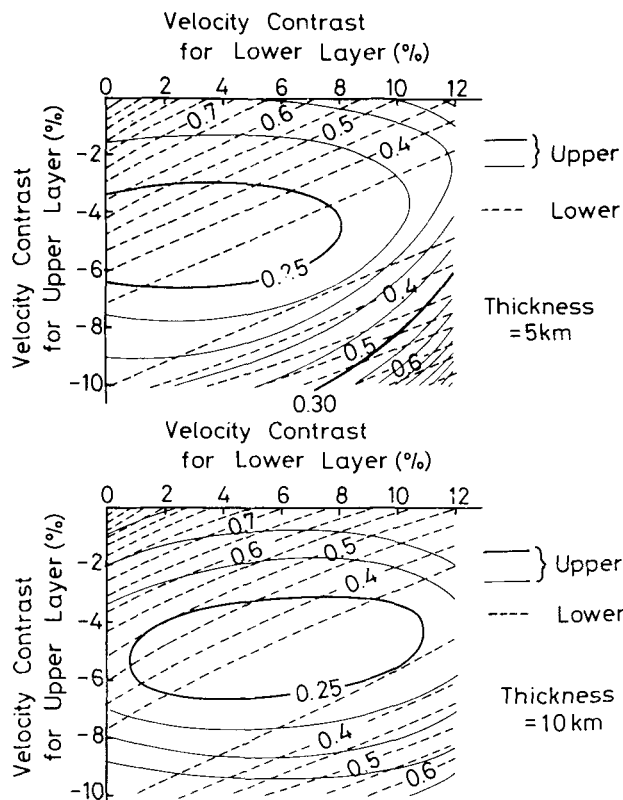 Velocity Contrast
for Lower Layer (%)
0 2 4 6 8 10 12
Velocity Contrast
for Upper Layer (%)
-2
-4
-6
-8
-10
0.7
0.6
0.5
0.4
0.25
0.4
0.5
0.6
0.30
Upper
Lower
Thickness
=5km
Velocity Contrast
for Lower Layer (%)
0 2 4 6 8 10 12
Velocity Contrast
for Upper Layer (%)
-2
-4
-6
-8
-10
0.7
0.6
0.5
0.4
0.25
0.4
0.5
0.6
Upper
Lower
Thickness
=10km